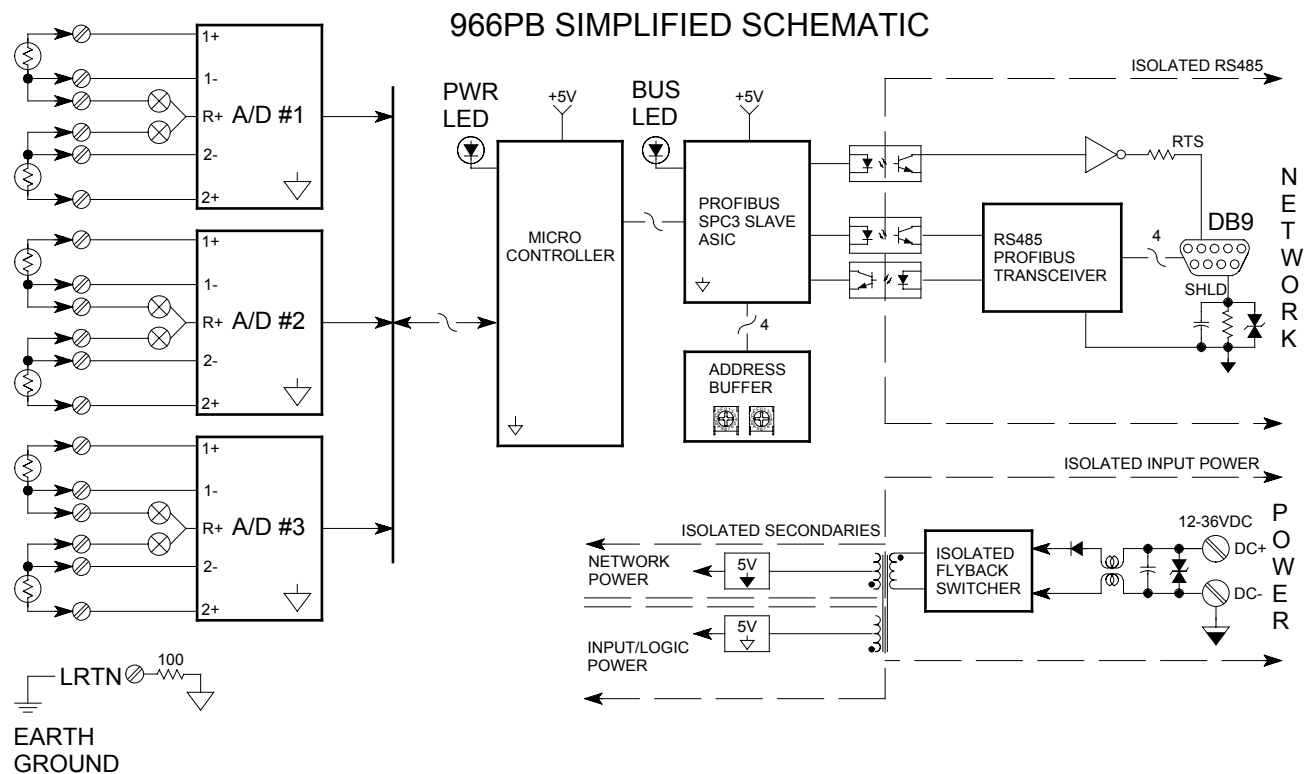 966PB SIMPLIFIED SCHEMATIC
1+
1-
R+
A/D #1
2-
2+
1+
1-
R+
A/D #2
2-
2+
1+
1-
R+
A/D #3
2-
2+
LRTN
100
EARTH
GROUND
PWR
LED
+5V
MICRO
CONTROLLER
BUS
LED
+5V
PROFIBUS
SPC3 SLAVE
ASIC
4
ADDRESS
BUFFER
ISOLATED RS485
RTS
RS485
PROFIBUS
TRANSCEIVER
4
DB9
SHLD
NETWORK
ISOLATED INPUT POWER
ISOLATED SECONDARIES
NETWORK
POWER
5V
INPUT/LOGIC
POWER
5V
ISOLATED
FLYBACK
SWITCHER
12-36VDC
DC+
DC-
POWER